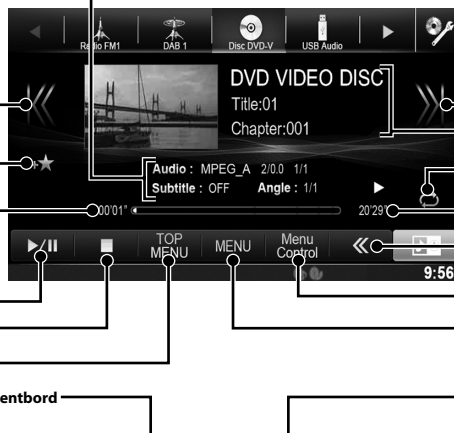 Radio FM1 DAB 1 Disc DVD-V USB Audio
DVD VIDEO DISC
Title:01
Chapter:001
Audio : MPEG_A 2/0.0 1/1
Subtitle : OFF Angle : 1/1
00'01" 20'29"
TOP MENU MENU Menu Control
9:56
entbord